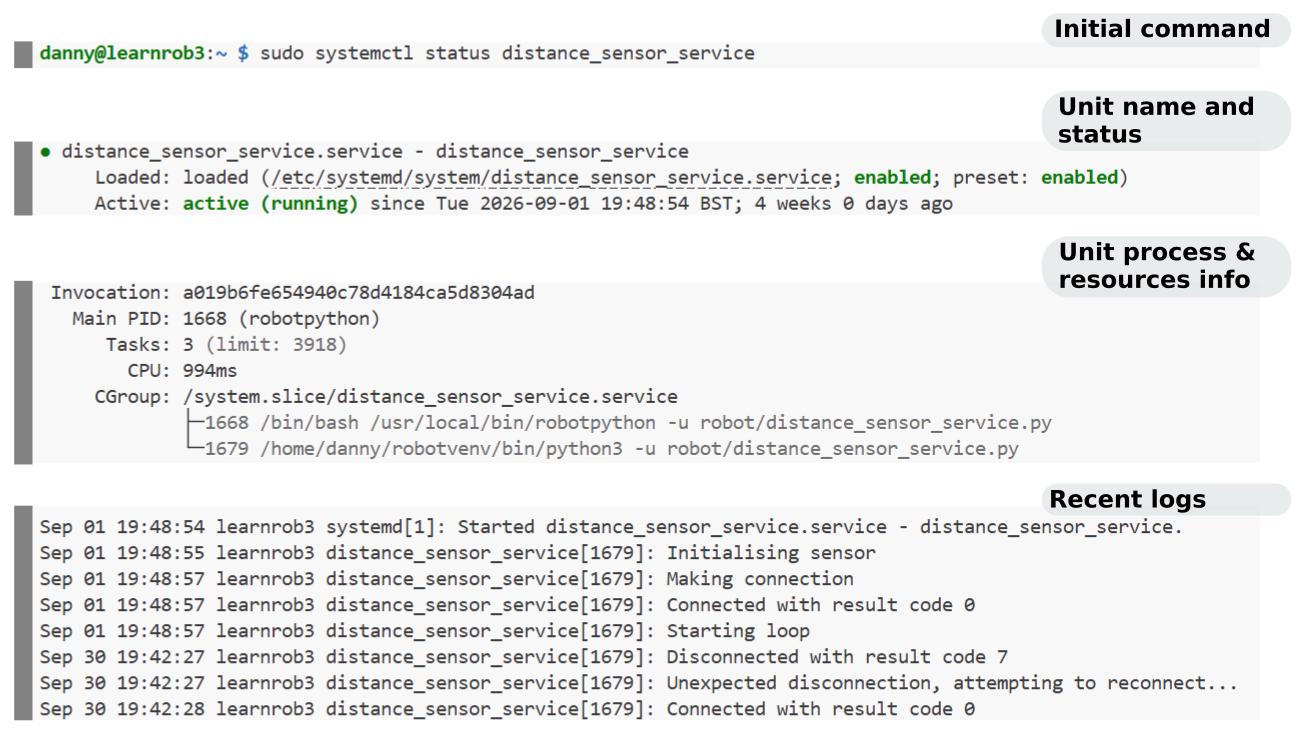 Initial command
danny@learnrob3:~ $ sudo systemctl status distance_sensor_service
Unit name and
status
● distance_sensor_service.service - distance_sensor_service
Loaded: loaded (/etc/systemd/system/distance_sensor_service.service; enabled; preset: enabled)
Active: active (running) since Tue 2026-09-01 19:48:54 BST; 4 weeks 0 days ago
Unit process &
resources info
Invocation: a019b6fe654940c78d4184ca5d8304ad
Main PID: 1668 (robotpython)
Tasks: 3 (limit: 3918)
CPU: 994ms
CGroup: /system.slice/distance_sensor_service.service
├─1668 /bin/bash /usr/local/bin/robotpython -u robot/distance_sensor_service.py
└─1679 /home/danny/robotvenv/bin/python3 -u robot/distance_sensor_service.py
Recent logs
Sep 01 19:48:54 learnrob3 systemd[1]: Started distance_sensor_service.service - distance_sensor_service.
Sep 01 19:48:55 learnrob3 distance_sensor_service[1679]: Initialising sensor
Sep 01 19:48:57 learnrob3 distance_sensor_service[1679]: Making connection
Sep 01 19:48:57 learnrob3 distance_sensor_service[1679]: Connected with result code 0
Sep 01 19:48:57 learnrob3 distance_sensor_service[1679]: Starting loop
Sep 30 19:42:27 learnrob3 distance_sensor_service[1679]: Disconnected with result code 7
Sep 30 19:42:27 learnrob3 distance_sensor_service[1679]: Unexpected disconnection, attempting to reconnect...
Sep 30 19:42:28 learnrob3 distance_sensor_service[1679]: Connected with result code 0